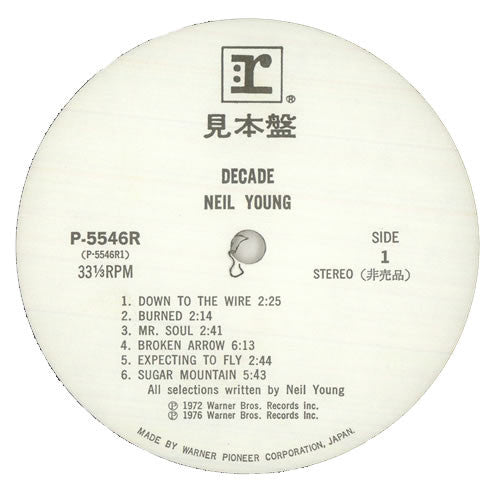 r
®
見本盤
DECADE
NEIL YOUNG
P-5546R
(P-5546R1)
33⅓RPM
SIDE
1
STEREO (非売品)
1. DOWN TO THE WIRE 2:25
2. BURNED 2:14
3. MR. SOUL 2:41
4. BROKEN ARROW 6:13
5. EXPECTING TO FLY 2:44
6. SUGAR MOUNTAIN 5:43
All selections written by Neil Young
℗ 1972 Warner Bros. Records Inc.
℗ 1976 Warner Bros. Records Inc.
MADE BY WARNER PIONEER CORPORATION, JAPAN.